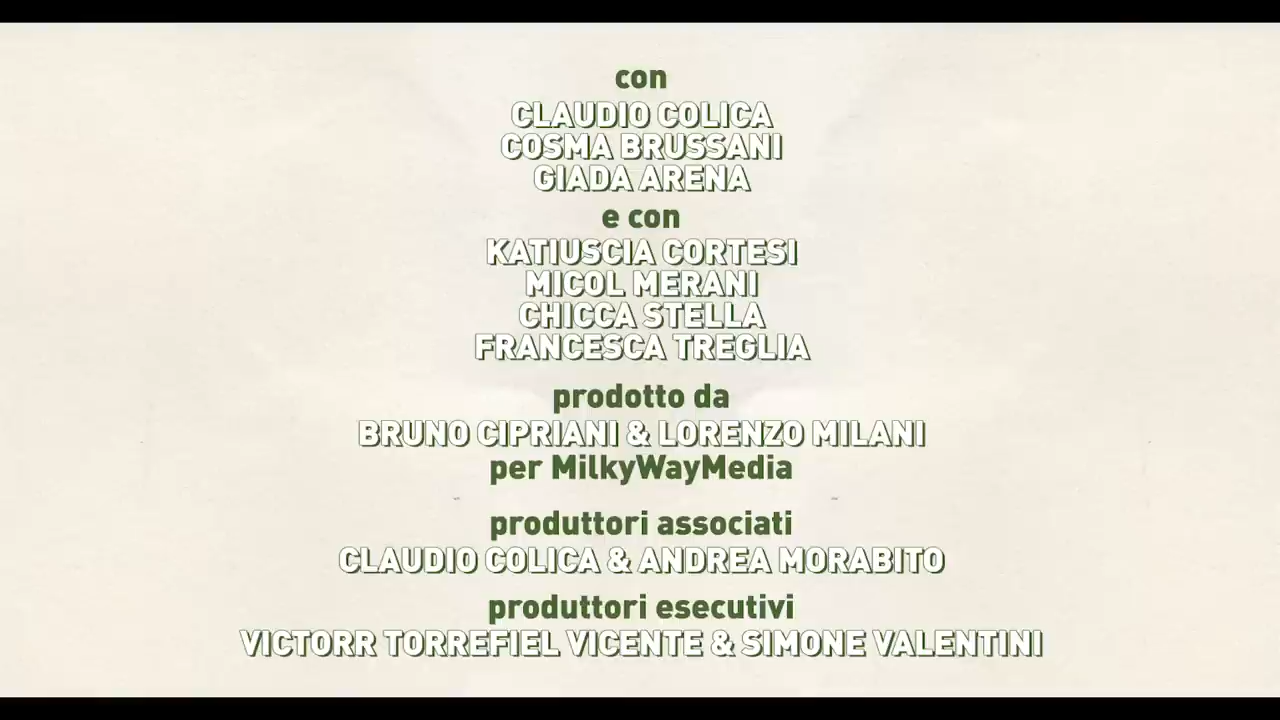 con
CLAUDIO COLICA
COSMA BRUSSANI
GIADA ARENA
e con
KATIUSCIA CORTESI
MICOL MERANI
CHICCA STELLA
FRANCESCA TREGLIA
prodotto da
BRUNO CIPRIANI & LORENZO MILANI
per MilkyWayMedia
produttori associati
CLAUDIO COLICA & ANDREA MORABITO
produttori esecutivi
VICTORR TORREFIEL VICENTE & SIMONE VALENTINI